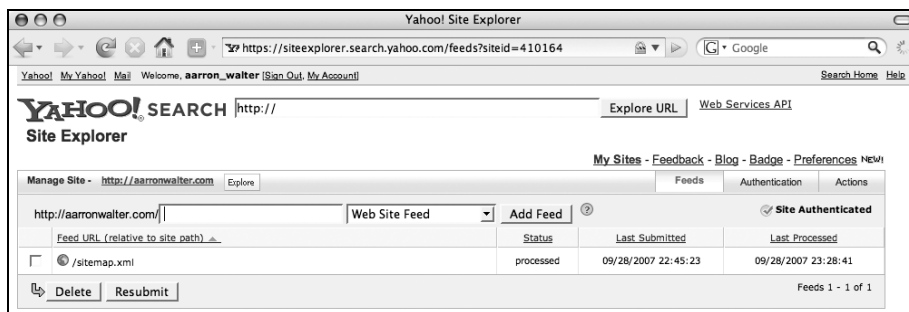 Yahoo! Site Explorer
https://siteexplorer.search.yahoo.com/feeds?siteid=410164 G Google
Yahoo! My Yahoo! Mail Welcome, aarron_walter [Sign Out, My Account] Search Home Help
YAHOO! SEARCH http:// Explore URL Web Services API
Site Explorer
My Sites - Feedback - Blog - Badge - Preferences NEW!
Manage Site - http://aarronwalter.com Explore Feeds Authentication Actions
http://aarronwalter.com/ Web Site Feed Add Feed ? Site Authenticated
Feed URL (relative to site path) Status Last Submitted Last Processed
/sitemap.xml processed 09/28/2007 22:45:23 09/28/2007 23:28:41
Delete Resubmit Feeds 1 - 1 of 1